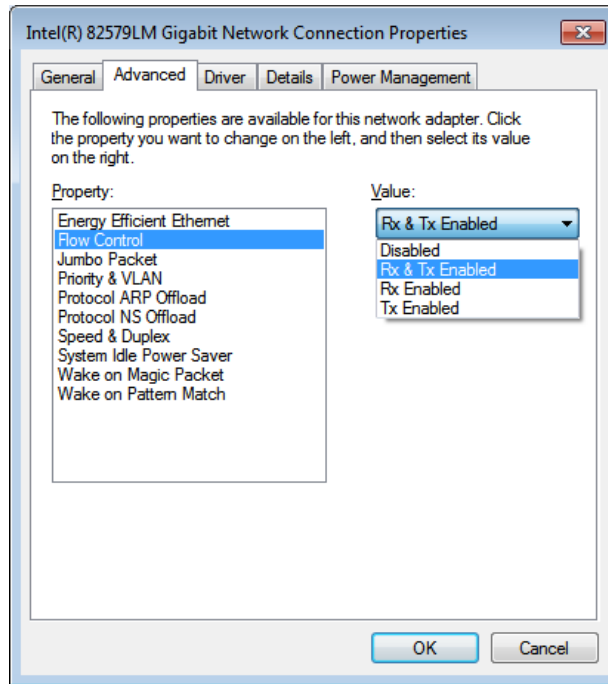 Intel(R) 82579LM Gigabit Network Connection Properties
General Advanced Driver Details Power Management
The following properties are available for this network adapter. Click
the property you want to change on the left, and then select its value
on the right.
Property:
Energy Efficient Ethernet
Flow Control
Jumbo Packet
Priority & VLAN
Protocol ARP Offload
Protocol NS Offload
Speed & Duplex
System Idle Power Saver
Wake on Magic Packet
Wake on Pattern Match
Value:
Rx & Tx Enabled
Disabled
Rx & Tx Enabled
Rx Enabled
Tx Enabled
OK Cancel